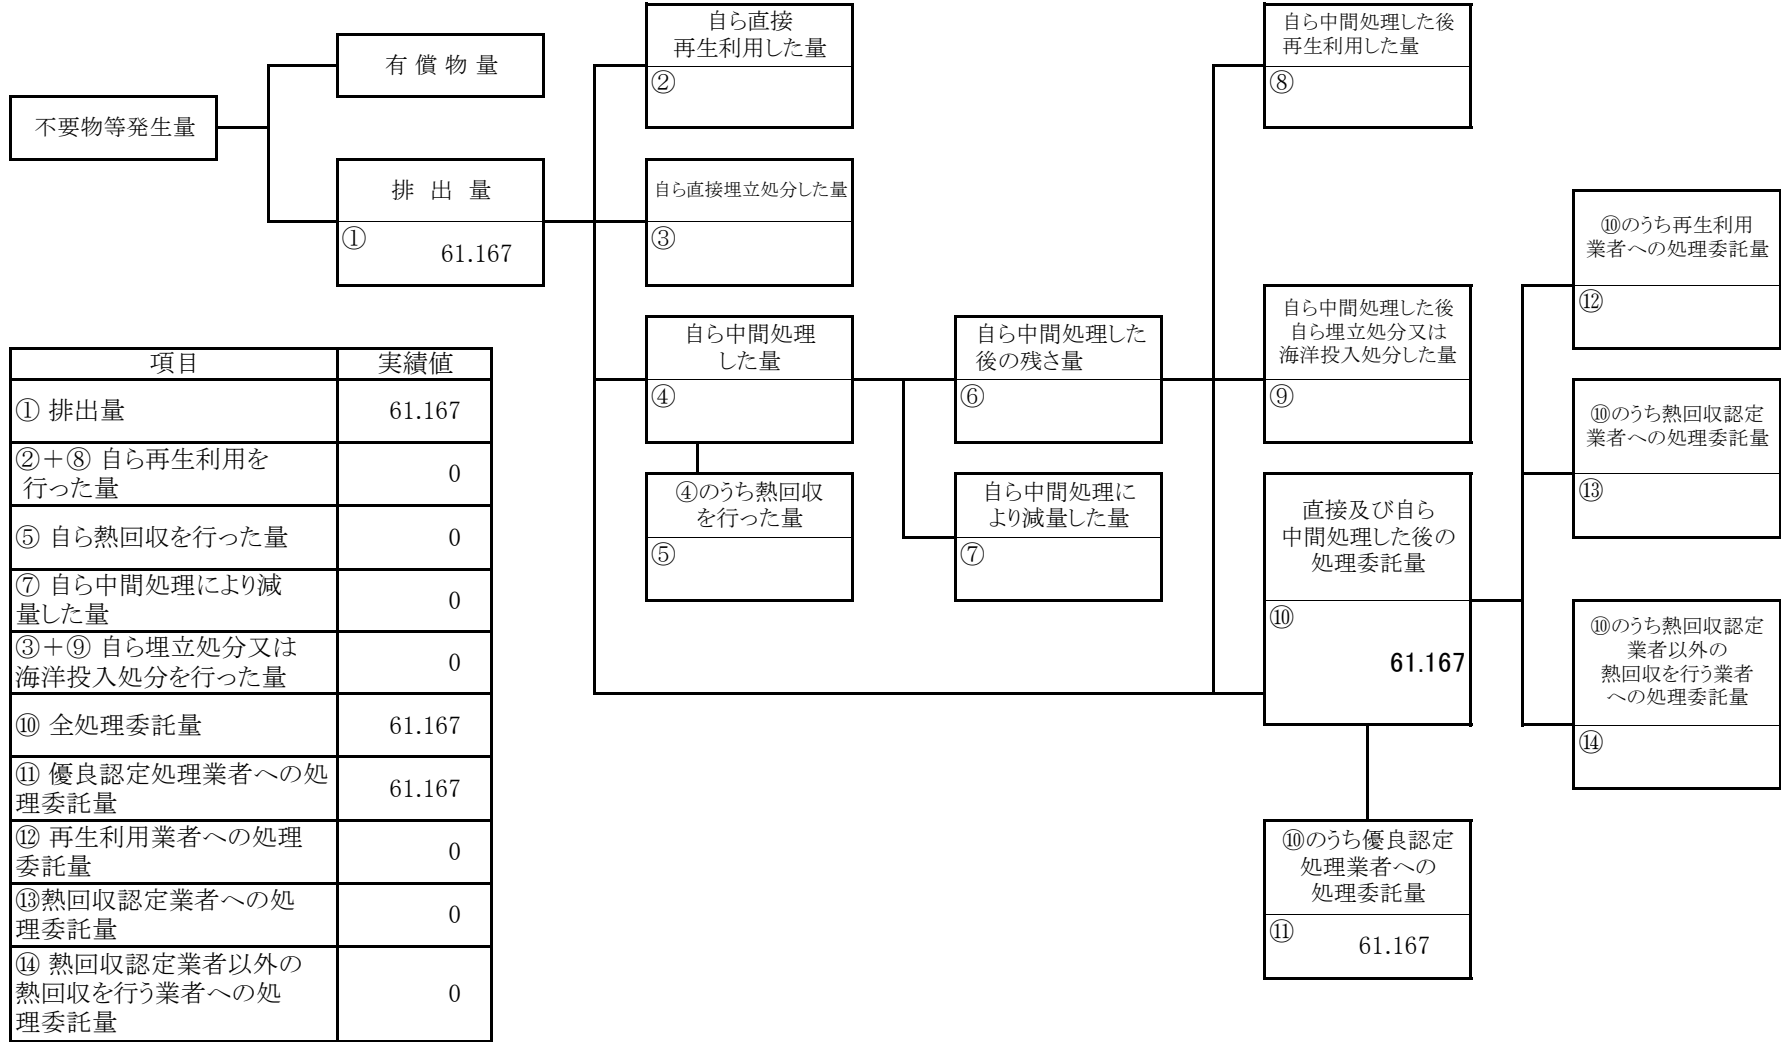 不要物等発生量
有 償 物 量
排 出 量
①
61.167
自ら直接
再生利用した量
②
自ら直接埋立処分した量
③
自ら中間処理
した量
④
④のうち熱回収
を行った量
⑤
自ら中間処理した
後の残さ量
⑥
自ら中間処理に
より減量した量
⑦
自ら中間処理した後
再生利用した量
⑧
自ら中間処理した後
自ら埋立処分又は
海洋投入処分した量
⑨
直接及び自ら
中間処理した後の
処理委託量
⑩
61.167
⑩のうち優良認定
処理業者への
処理委託量
⑪
61.167
⑩のうち再生利用
業者への処理委託量
⑫
⑩のうち熱回収認定
業者への処理委託量
⑬
⑩のうち熱回収認定
業者以外の
熱回収を行う業者
への処理委託量
⑭
項目 実績値
① 排出量 61.167
②+⑧ 自ら再生利用を
行った量 0
⑤ 自ら熱回収を行った量 0
⑦ 自ら中間処理により減
量した量 0
③+⑨ 自ら埋立処分又は
海洋投入処分を行った量 0
⑩ 全処理委託量 61.167
⑪ 優良認定処理業者への処
理委託量 61.167
⑫ 再生利用業者への処理
委託量 0
⑬熱回収認定業者への処
理委託量 0
⑭ 熱回収認定業者以外の
熱回収を行う業者への処
理委託量 0